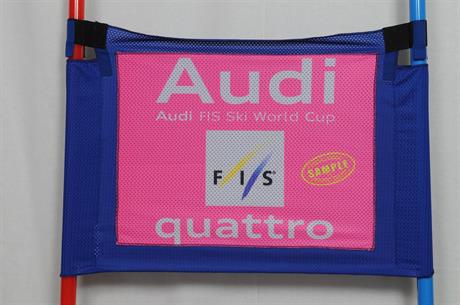 Audi
Audi FIS Ski World Cup
FIS®
SAMPLE
quattro